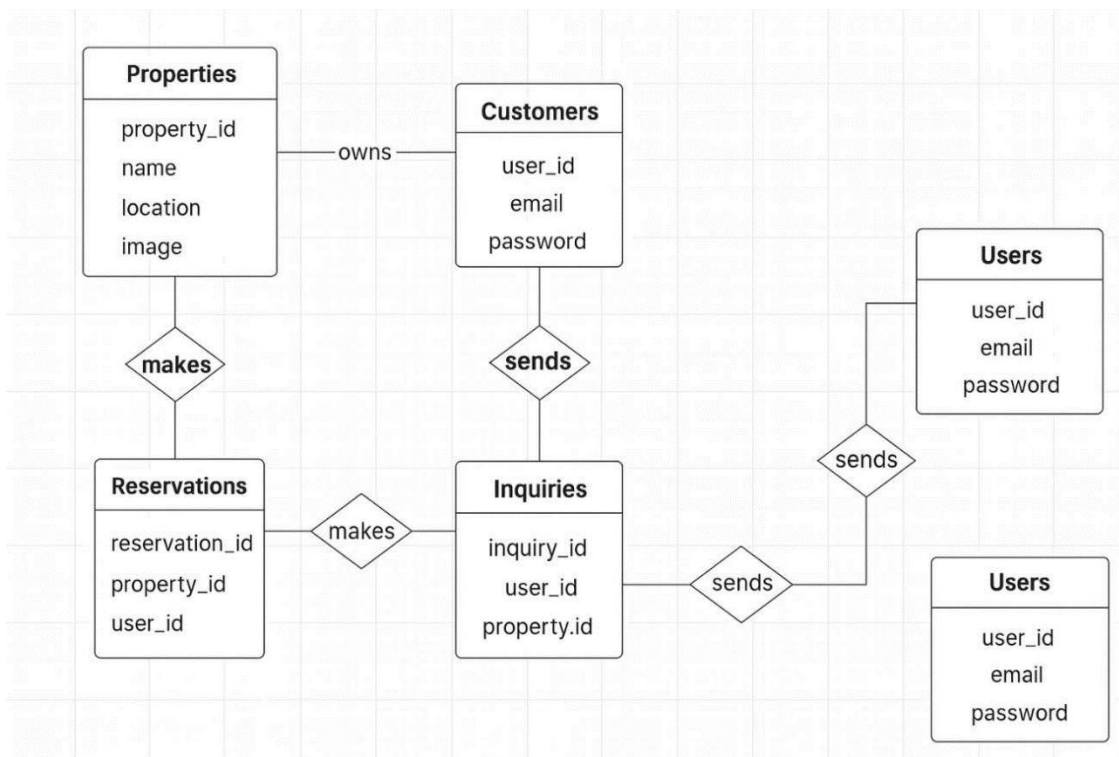 Properties
property_id
name
location
image
owns
Customers
user_id
email
password
makes
sends
Users
user_id
email
password
sends
Reservations
reservation_id
property_id
user_id
makes
Inquiries
inquiry_id
user_id
property.id
sends
Users
user_id
email
password